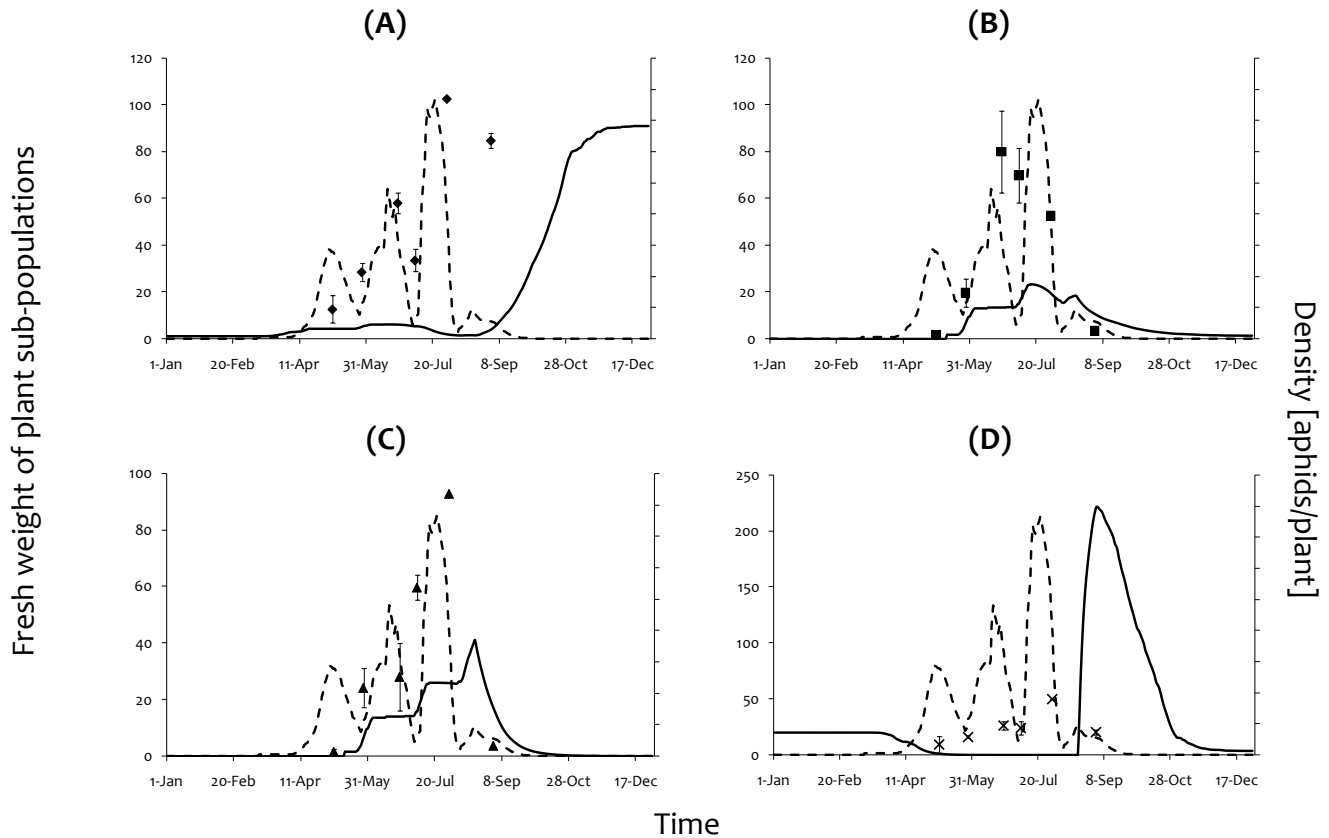 (A)
(B)
120
100
80
60
40
20
0
1-Jan 20-Feb 11-Apr 31-May 20-Jul 8-Sep 28-Oct 17-Dec
120
100
80
60
40
20
0
1-Jan 20-Feb 11-Apr 31-May 20-Jul 8-Sep 28-Oct 17-Dec
Fresh weight of plant sub-populations
Density [aphids/plant]
(C)
(D)
100
80
60
40
20
0
1-Jan 20-Feb 11-Apr 31-May 20-Jul 8-Sep 28-Oct 17-Dec
250
200
150
100
50
0
1-Jan 20-Feb 11-Apr 31-May 20-Jul 8-Sep 28-Oct 17-Dec
Time